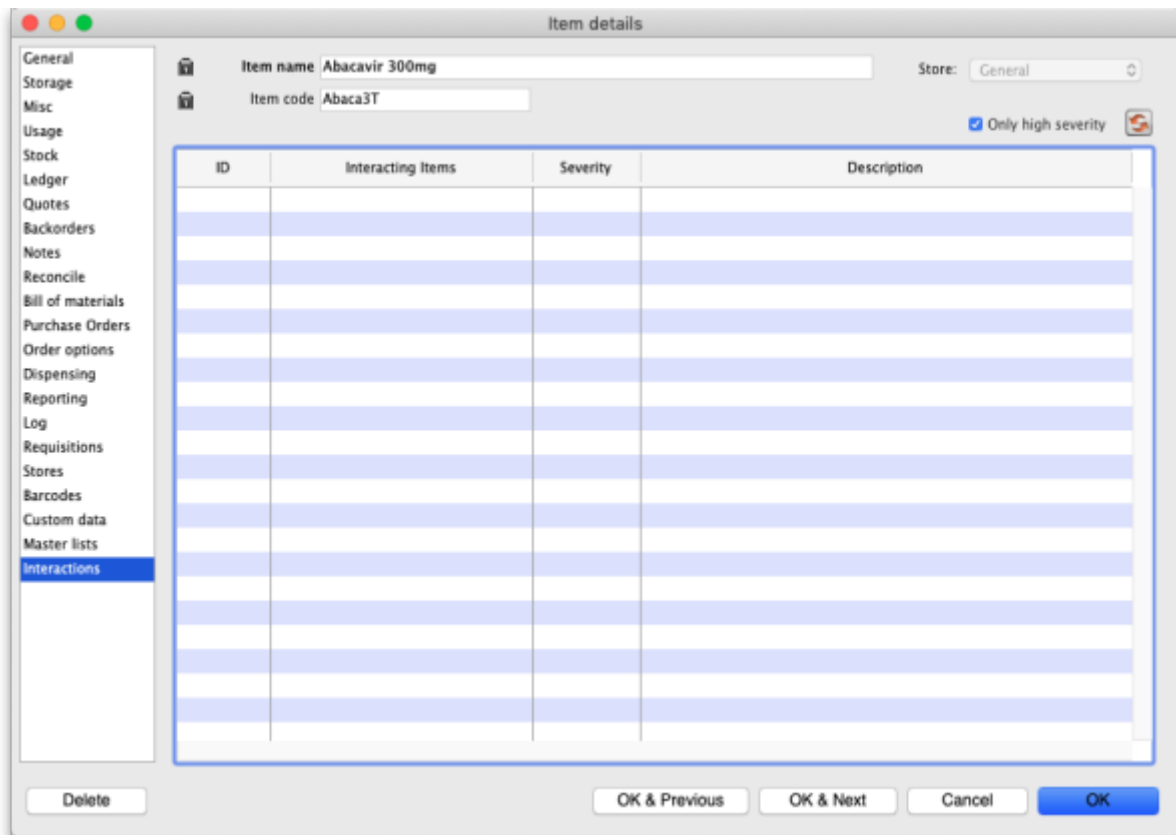 Item details
General
Storage
Misc
Usage
Stock
Ledger
Quotes
Backorders
Notes
Reconcile
Bill of materials
Purchase Orders
Order options
Dispensing
Reporting
Log
Requisitions
Stores
Barcodes
Custom data
Master lists
Interactions
Item name Abacavir 300mg Store: General
Item code Abaca3T
Only high severity
ID Interacting Items Severity Description
Delete OK & Previous OK & Next Cancel OK